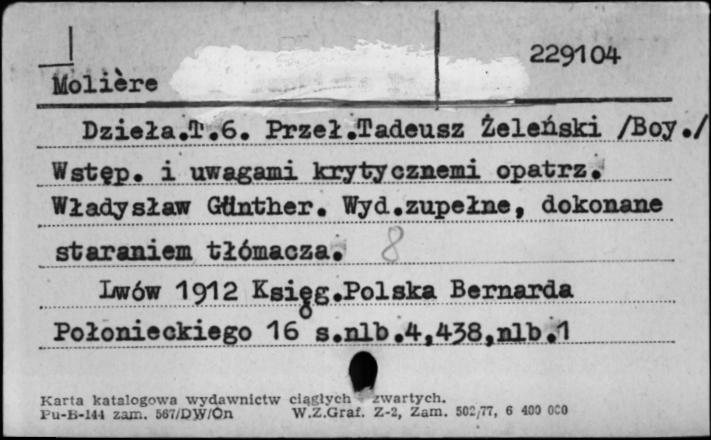 229104
Molière
Dzieła.T.6. Przeł.Tadeusz Żeleński /Boy./
Wstęp. i uwagami krytycznemi opatrz.
Władysław Günther. Wyd.zupełne, dokonane
staraniem tłómacza. 8
Lwów 1912 Księg.Polska Bernarda
Połonieckiego 16 s.nlb.4,438,nlb.1
Karta katalogowa wydawnictw ciągłych zwartych.
Pu-B-144 zam. 567/DW/Ön W.Z.Graf. Z-2, Zam. 502/77, 6 400 000